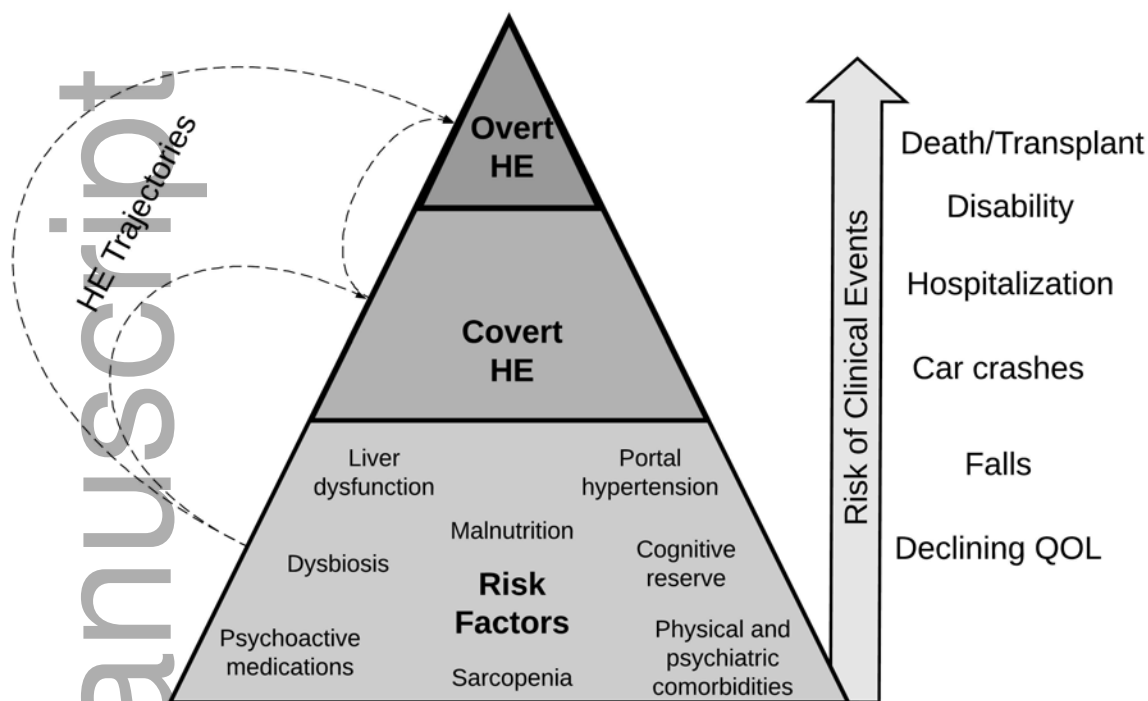 anuscript
HE Trajectories
Overt
HE
Covert
HE
Liver
dysfunction
Portal
hypertension
Malnutrition
Dysbiosis
Cognitive
reserve
Risk
Factors
Psychoactive
medications
Physical and
psychiatric
comorbidities
Sarcopenia
Risk of Clinical Events
Death/Transplant
Disability
Hospitalization
Car crashes
Falls
Declining QOL